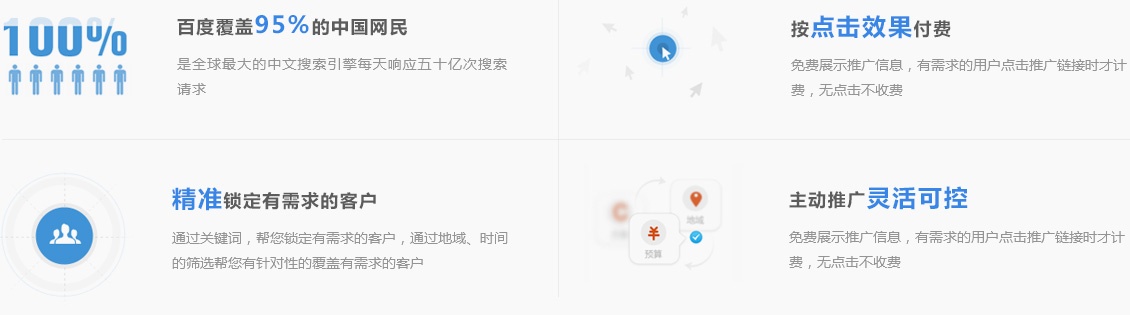 100%
百度覆盖95%的中国网民
是全球最大的中文搜索引擎每天响应五十亿次搜索
请求
按点击效果付费
免费展示推广信息，有需求的用户点击推广链接时才计
费，无点击不收费
精准锁定有需求的客户
通过关键词，帮您锁定有需求的客户，通过地域、时间
的筛选帮您有针对性的覆盖有需求的客户
地域
预算
主动推广灵活可控
免费展示推广信息，有需求的用户点击推广链接时才计
费，无点击不收费